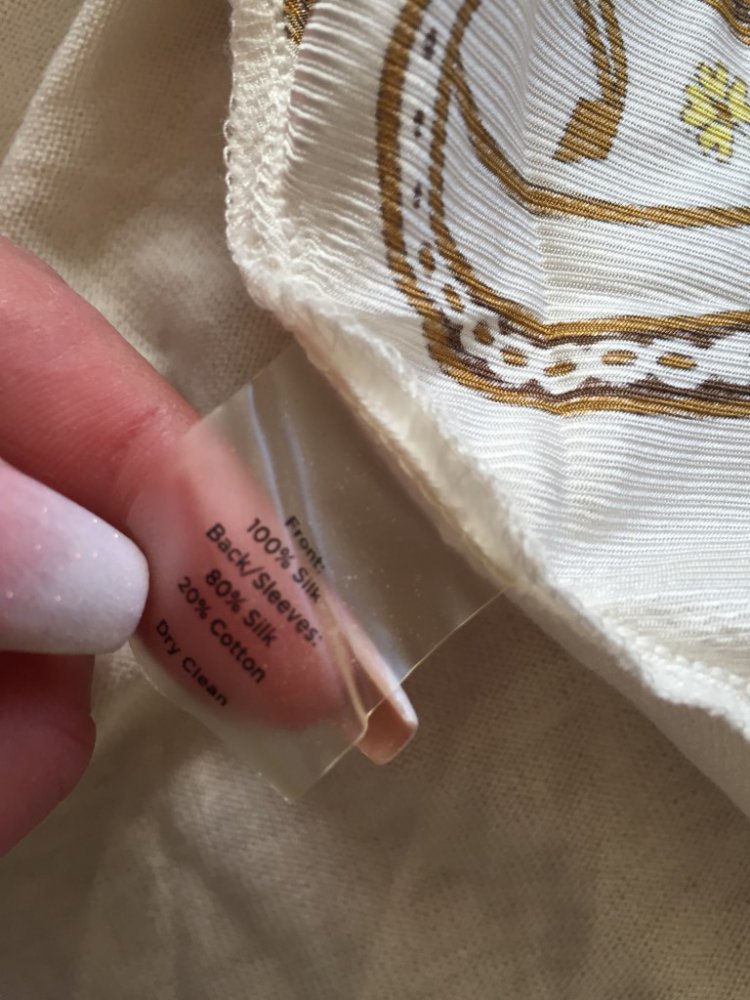 Front:
100% Silk
Back/Sleeves:
80% Silk
20% Cotton
Dry Clean